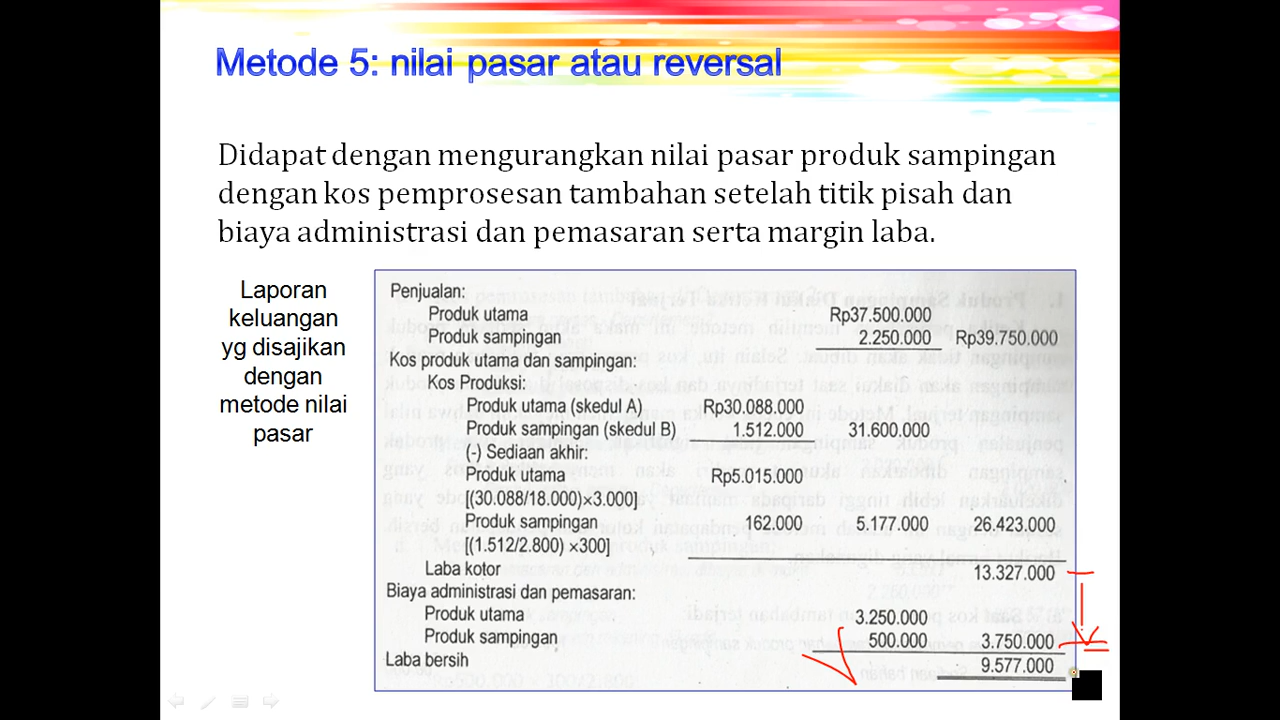 Metode 5: nilai pasar atau reversal
Didapat dengan mengurangkan nilai pasar produk sampingan
dengan kos pemprosesan tambahan setelah titik pisah dan
biaya administrasi dan pemasaran serta margin laba.
Laporan
keluangan
yg disajikan
dengan
metode nilai
pasar
Penjualan:
Produk utama Rp37.500.000
Produk sampingan 2.250.000 Rp39.750.000
Kos produk utama dan sampingan:
Kos Produksi:
Produk utama (skedul A) Rp30.088.000
Produk sampingan (skedul B) 1.512.000 31.600.000
(-) Sediaan akhir:
Produk utama Rp5.015.000
[(30.088/18.000)×3.000]
Produk sampingan 162.000 5.177.000 26.423.000
[(1.512/2.800) ×300]
Laba kotor 13.327.000
Biaya administrasi dan pemasaran:
Produk utama 3.250.000
Produk sampingan 500.000 3.750.000
Laba bersih 9.577.000